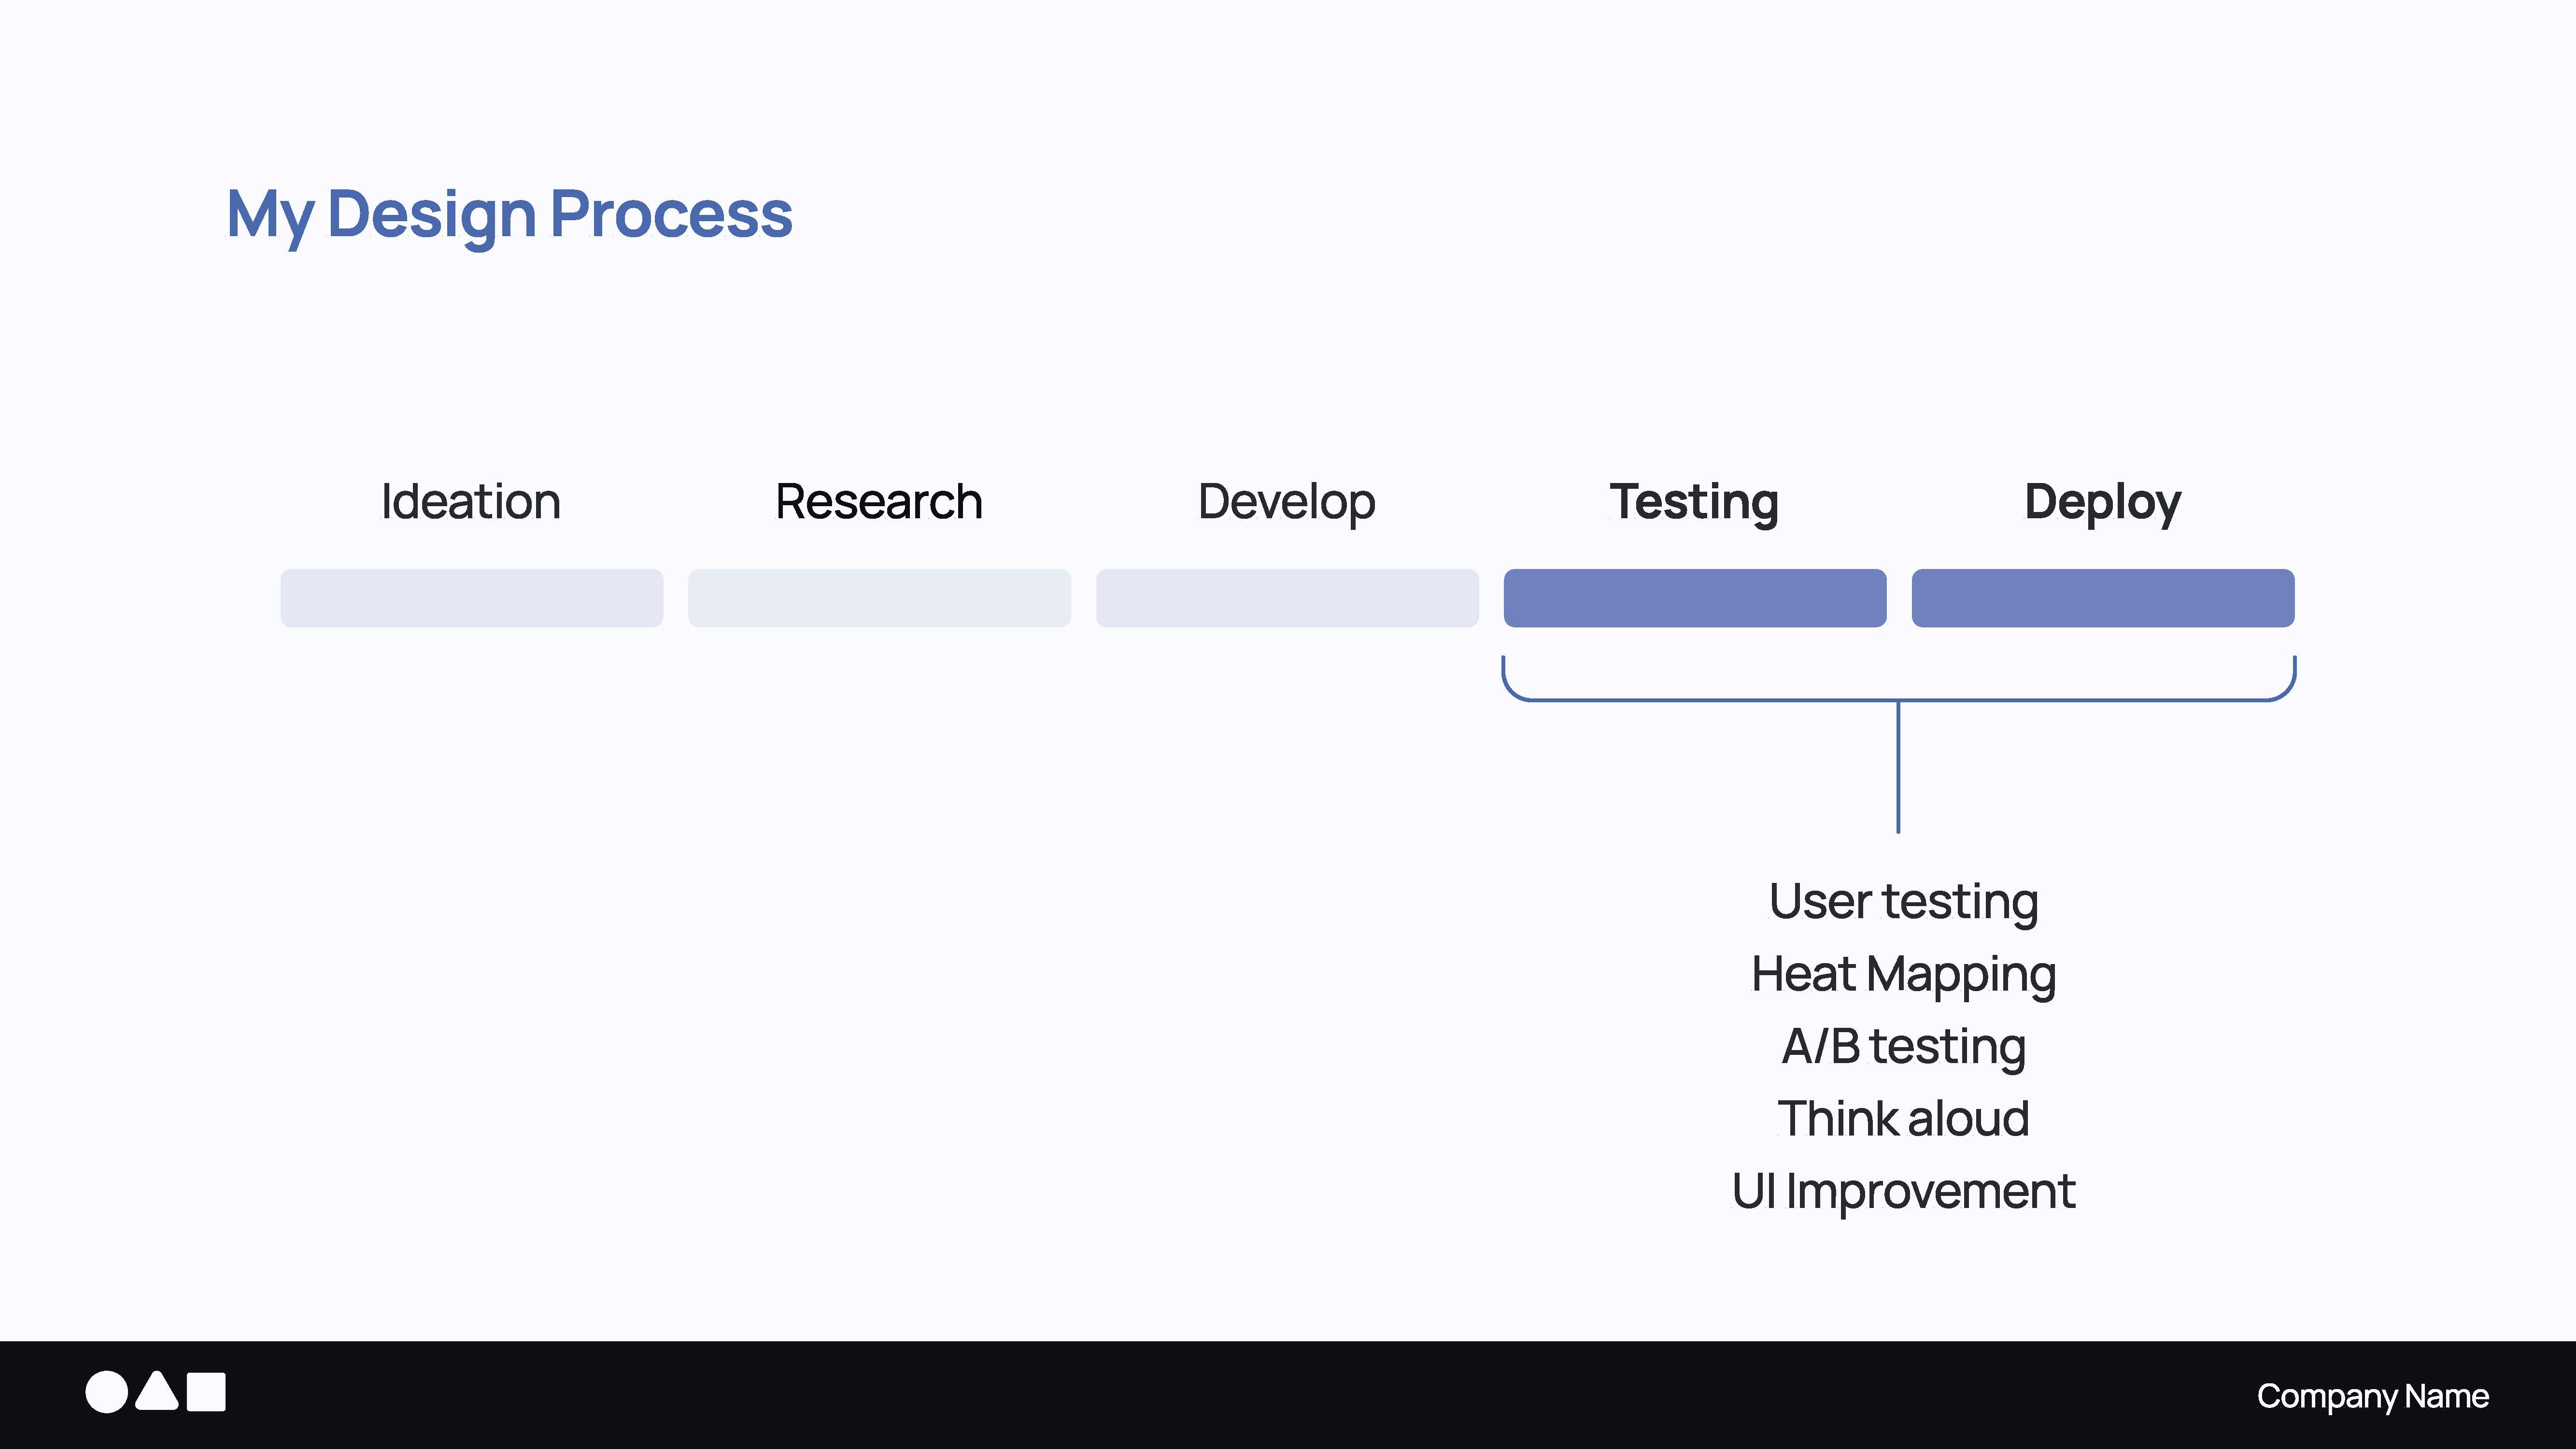 My Design Process
Ideation
Research
Develop
Testing
Deploy
User testing
Heat Mapping
A/B testing
Think aloud
UI Improvement
Company Name